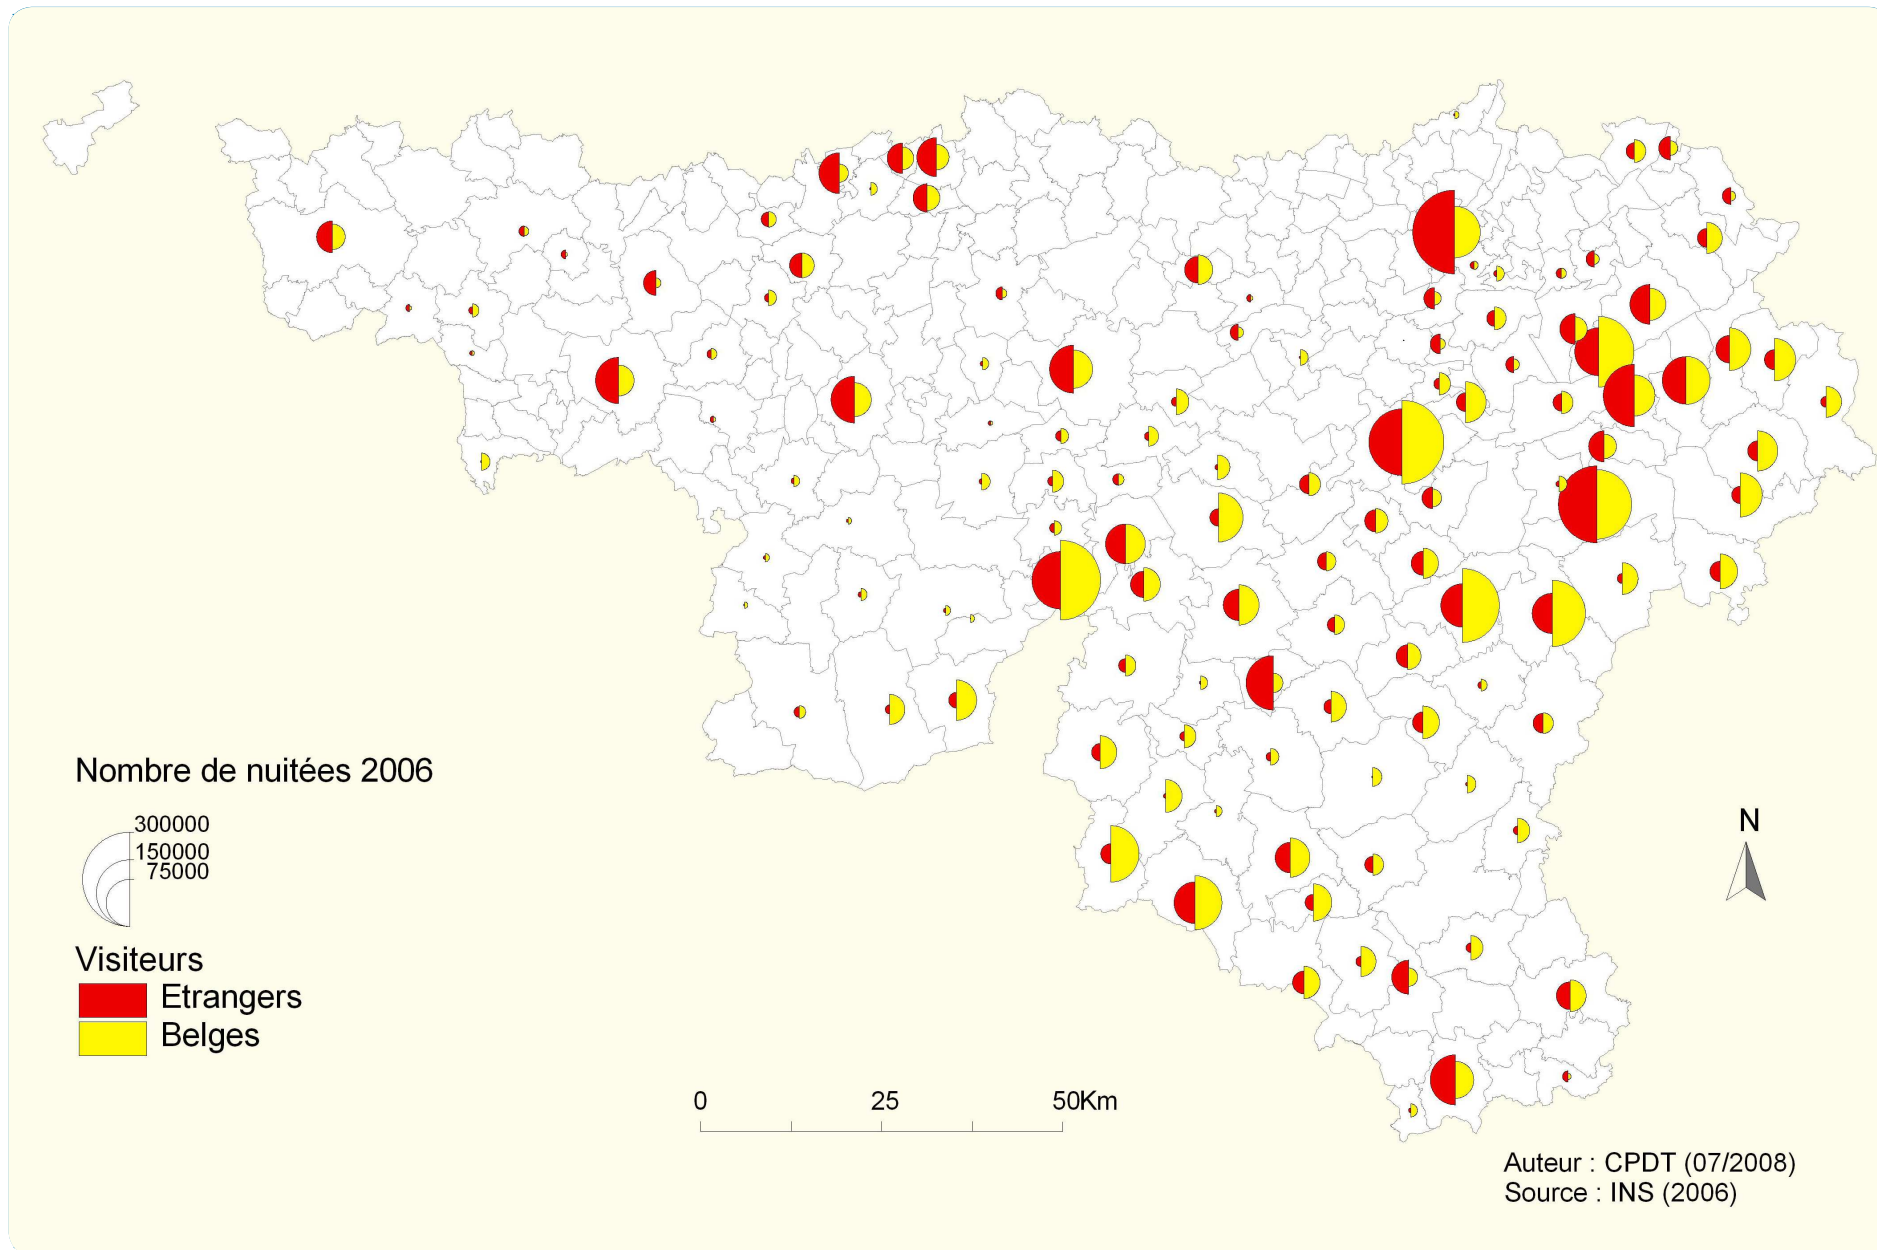 Nombre de nuitées 2006
300000
150000
75000
Visiteurs
Etrangers
Belges
N
0 25 50Km
Auteur : CPDT (07/2008)
Source : INS (2006)